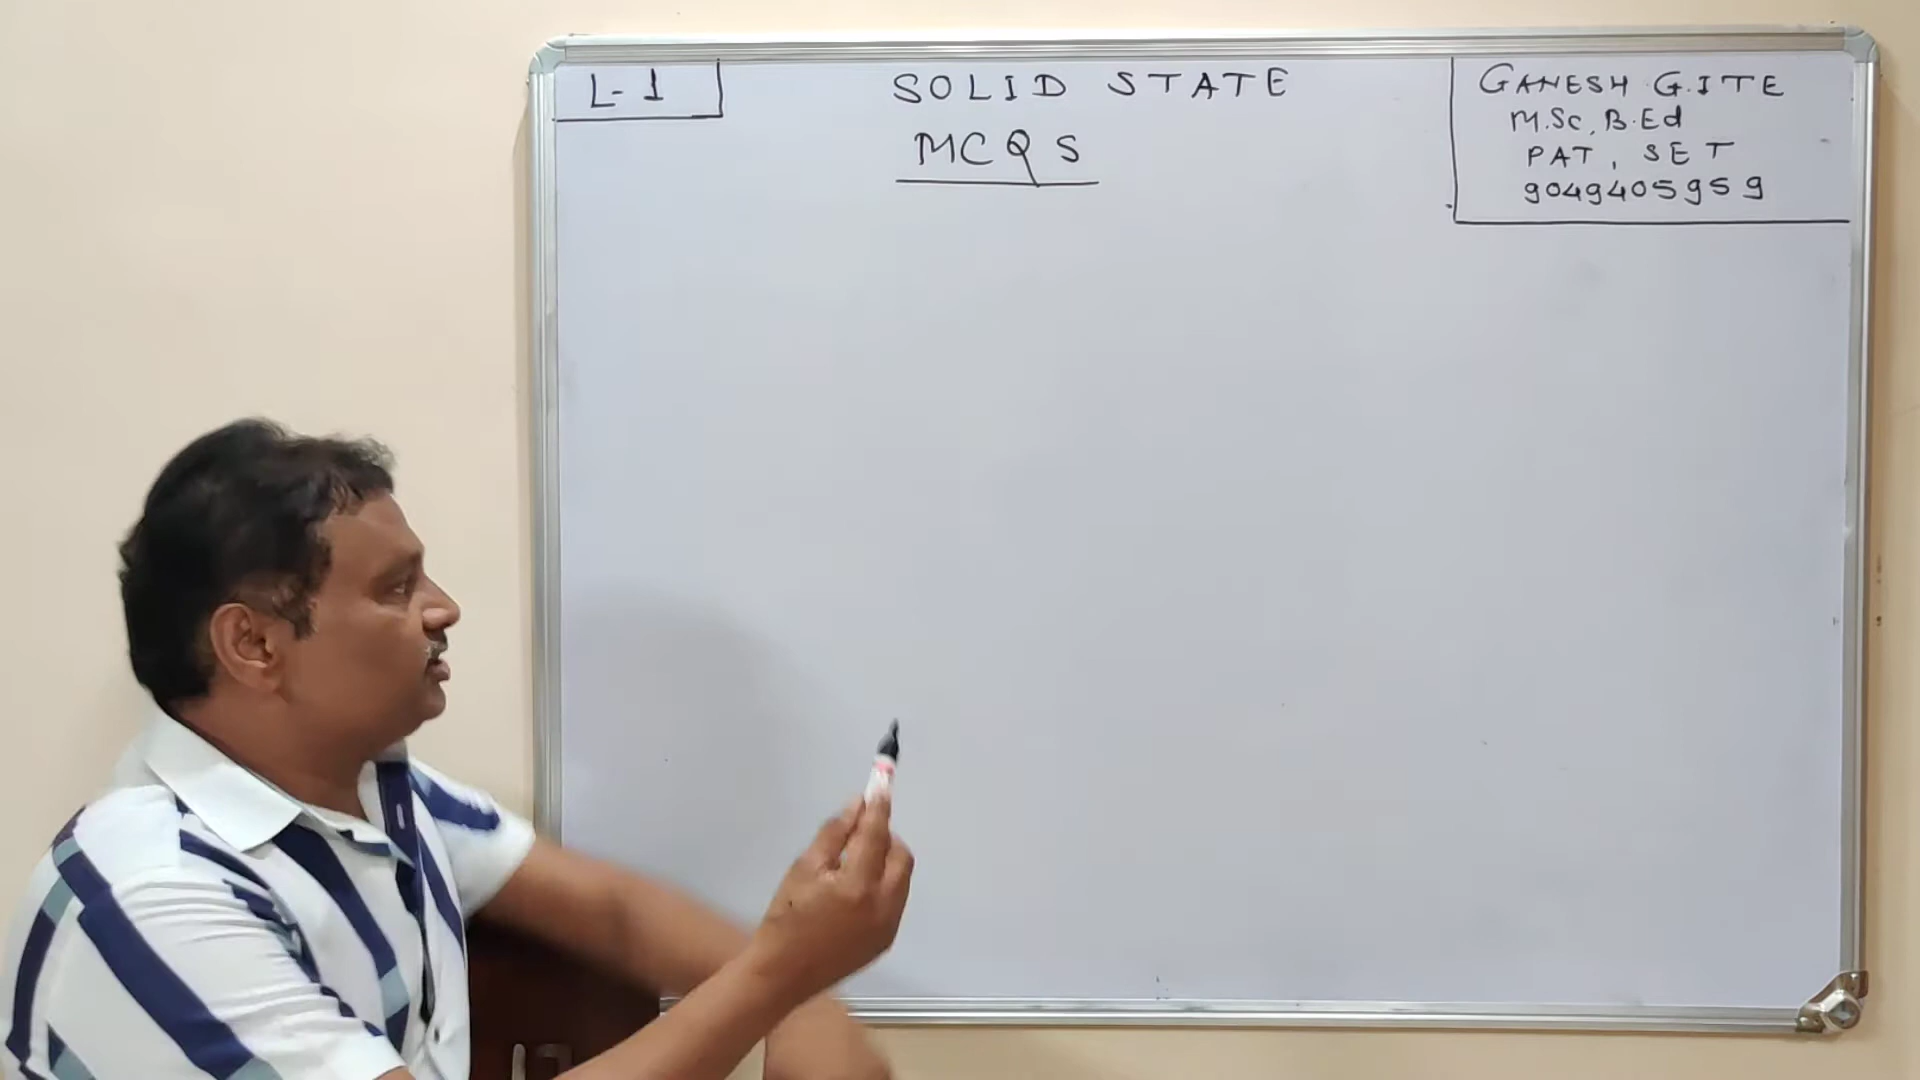 L-1
SOLID STATE
MCQS
GANESH G.ITE
M.Sc, B.Ed
PAT, SET
9049405959